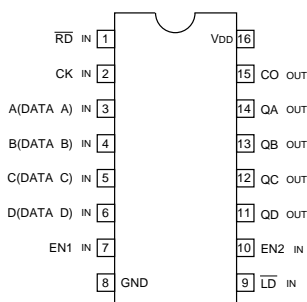 R̅D̅ IN 1
CK IN 2
A(DATA A) IN 3
B(DATA B) IN 4
C(DATA C) IN 5
D(DATA D) IN 6
EN1 IN 7
8 GND
VDD 16
15 CO OUT
14 QA OUT
13 QB OUT
12 QC OUT
11 QD OUT
10 EN2 IN
9 L̅D̅ IN